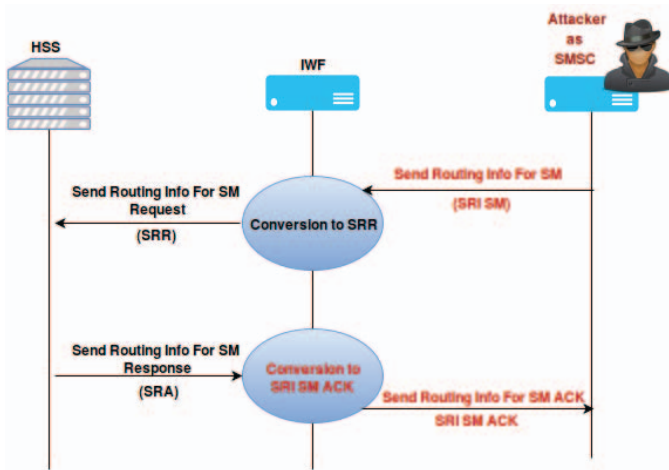 Attacker
as
SMSC
HSS
IWF
Send Routing Info For SM
(SRI SM)
Send Routing Info For SM
Request
(SRR)
Conversion to SRR
Send Routing Info For SM
Response
(SRA)
Conversion to
SRI SM ACK
Send Routing Info For SM ACK
SRI SM ACK